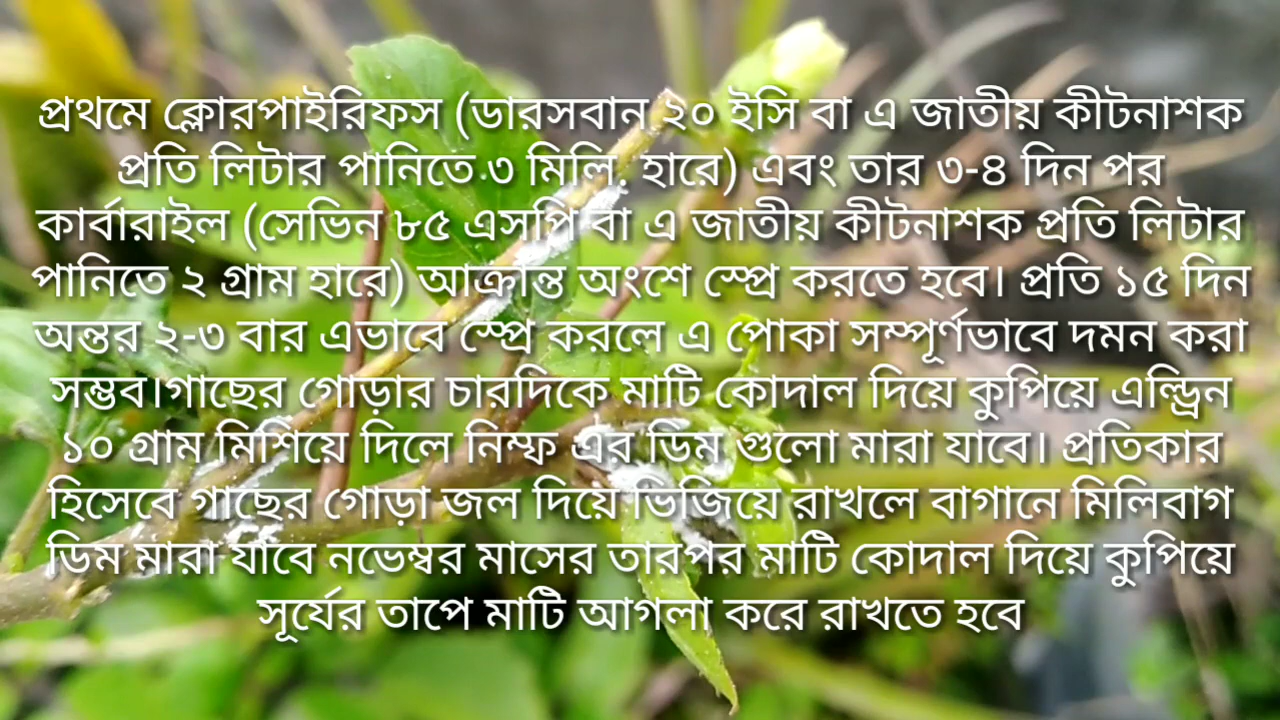 প্রথমে ক্লোরপাইরিফস (ডারসবান ২০ ইসি বা এ জাতীয় কীটনাশক
প্রতি লিটার পানিতে ৩ মিলি. হারে) এবং তার ৩-৪ দিন পর
কার্বারাইল (সেভিন ৮৫ এসপি বা এ জাতীয় কীটনাশক প্রতি লিটার
পানিতে ২ গ্রাম হারে) আক্রান্ত অংশে স্প্রে করতে হবে। প্রতি ১৫ দিন
অন্তর ২-৩ বার এভাবে স্প্রে করলে এ পোকা সম্পূর্ণভাবে দমন করা
সম্ভব।গাছের গোড়ার চারদিকে মাটি কোদাল দিয়ে কুপিয়ে এল্ড্রিন
১০ গ্রাম মিশিয়ে দিলে নিম্ফ এর ডিম গুলো মারা যাবে। প্রতিকার
হিসেবে গাছের গোড়া জল দিয়ে ভিজিয়ে রাখলে বাগানে মিলিবাগ
ডিম মারা যাবে নভেম্বর মাসের তারপর মাটি কোদাল দিয়ে কুপিয়ে
সূর্যের তাপে মাটি আগলা করে রাখতে হবে